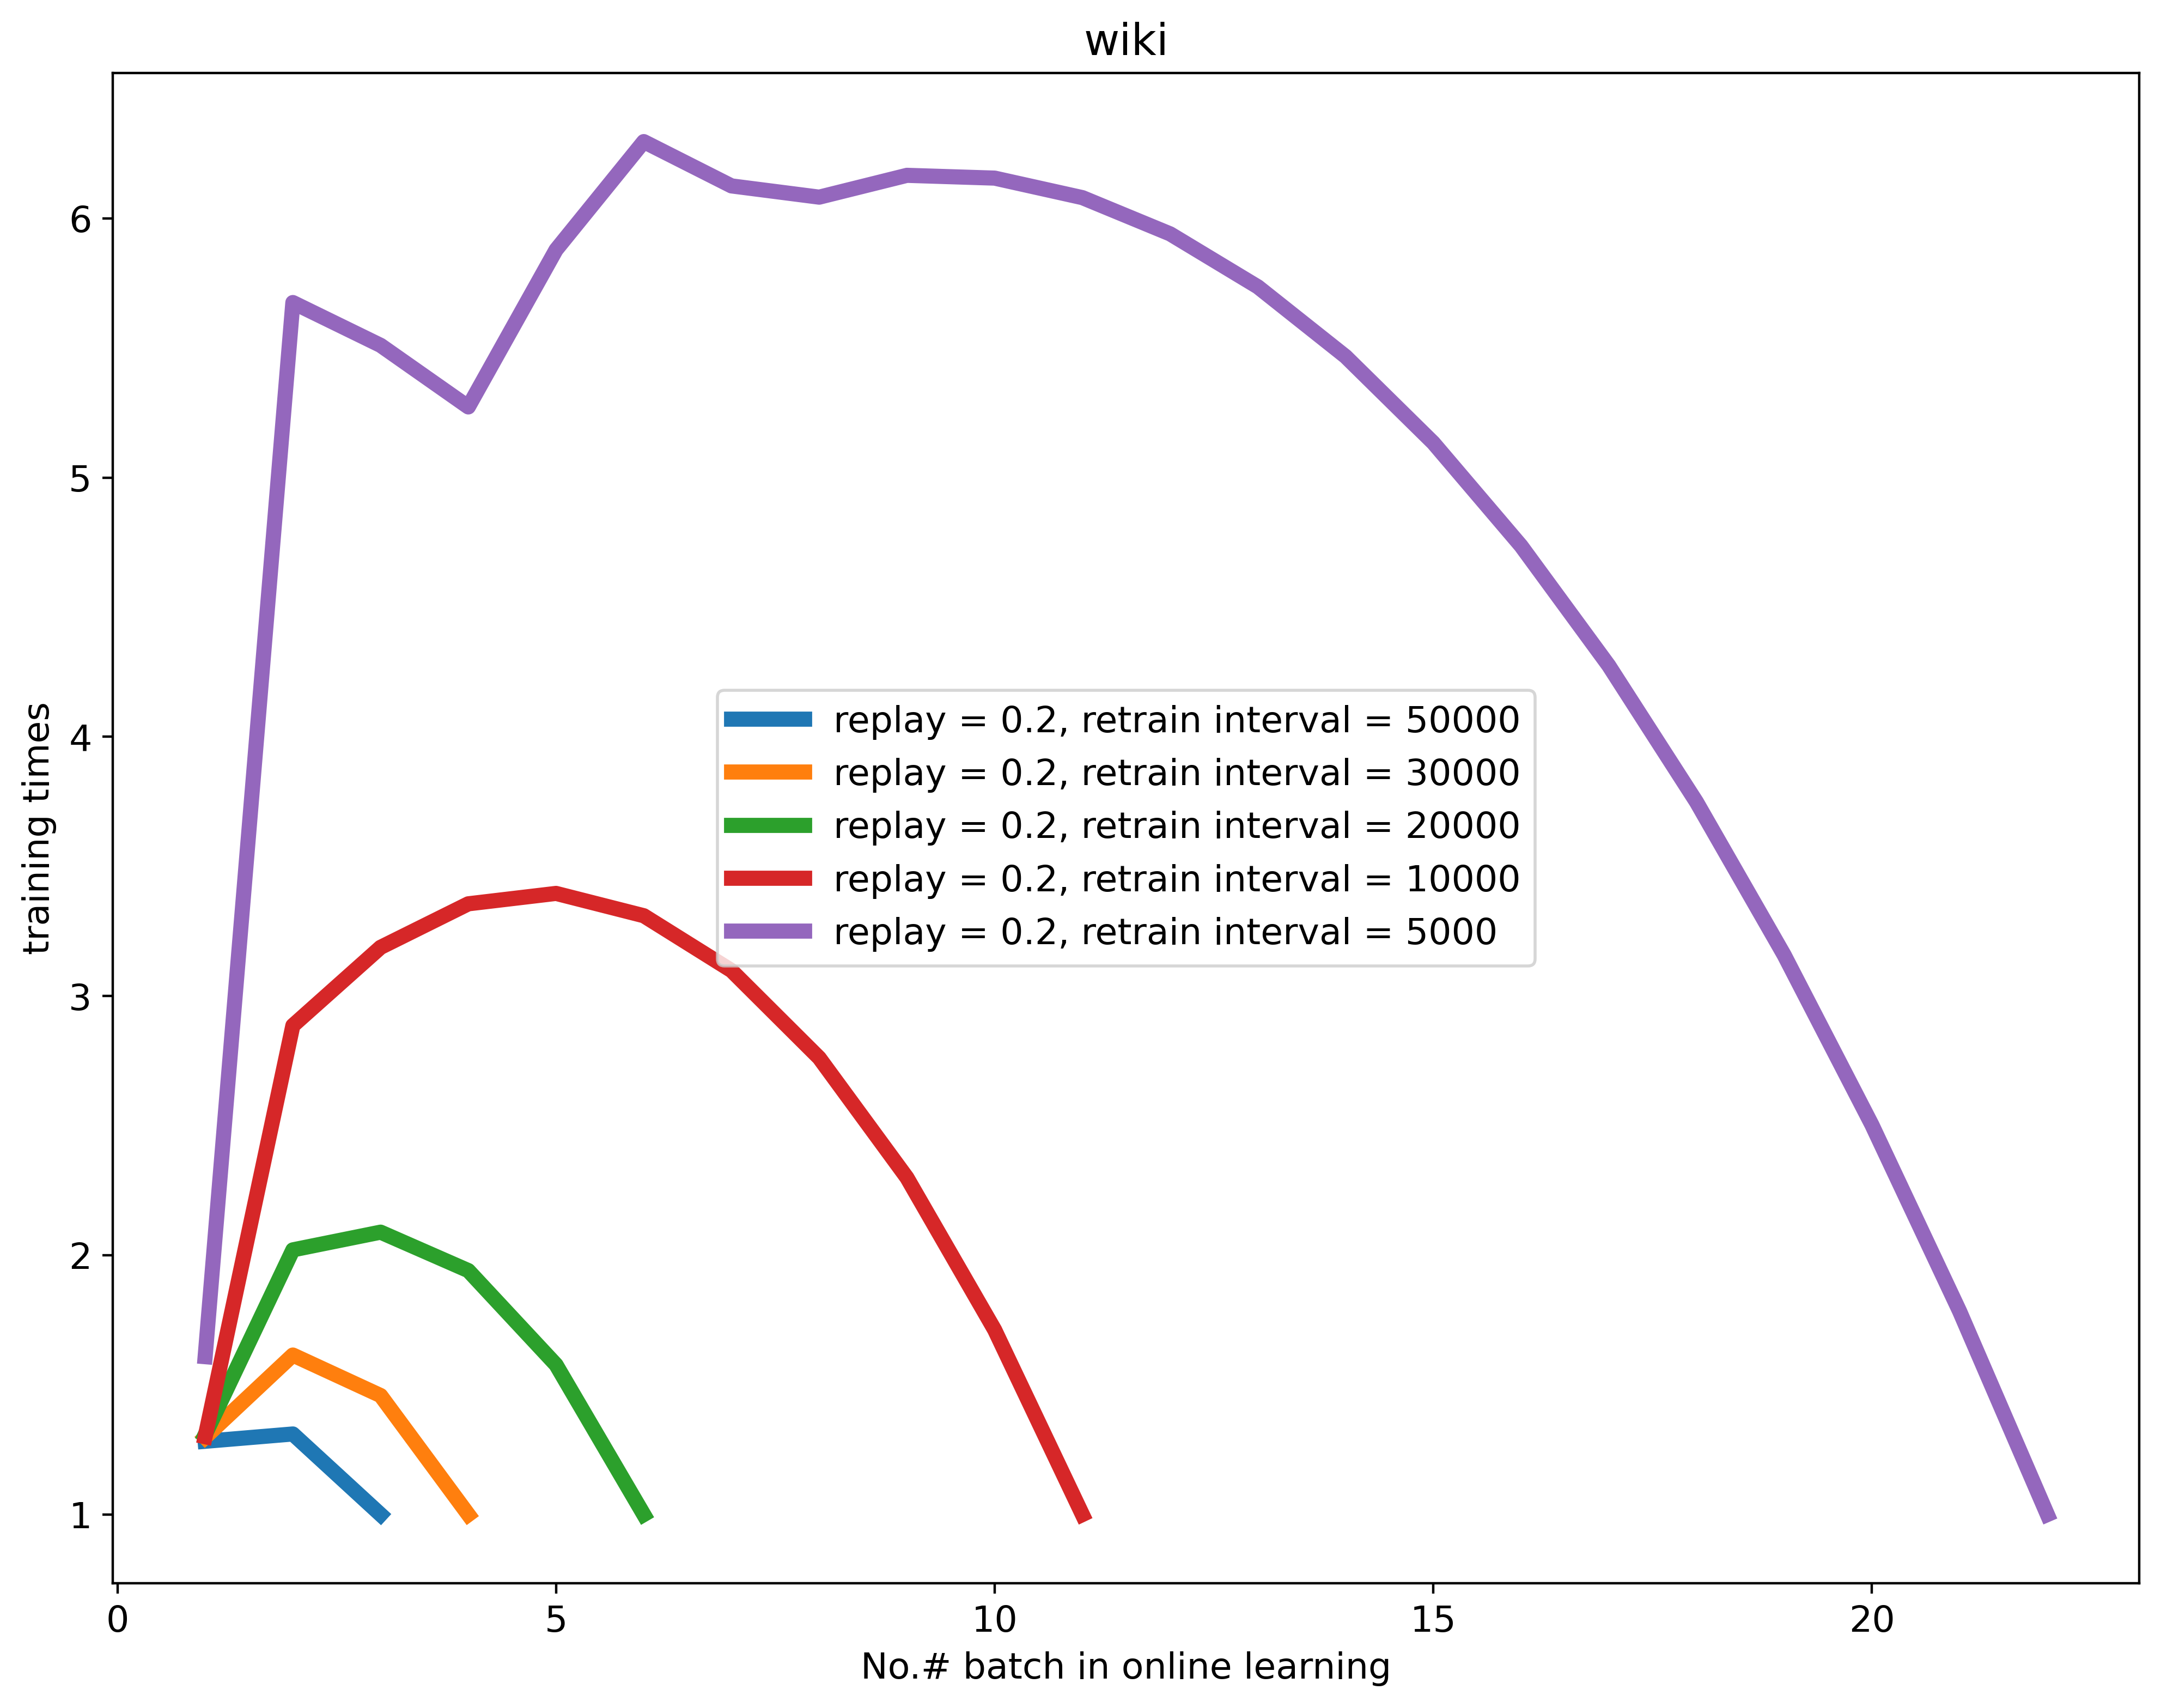 wiki
training times
6
5
4
3
2
1
replay = 0.2, retrain interval = 50000
replay = 0.2, retrain interval = 30000
replay = 0.2, retrain interval = 20000
replay = 0.2, retrain interval = 10000
replay = 0.2, retrain interval = 5000
0 5 10 15 20
No.# batch in online learning